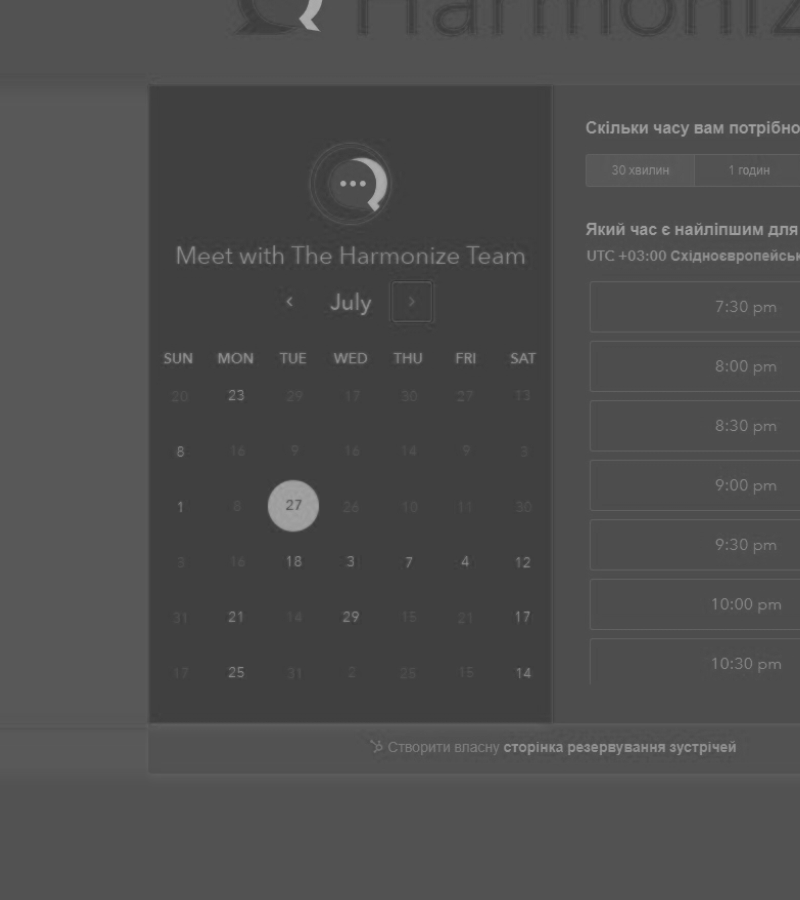 Harmoniz
Meet with The Harmonize Team
July
SUN MON TUE WED THU FRI SAT
20 23 29 17 30 27 13
8 16 9 16 14 9 3
1 8 27 26 10 11 30
3 16 18 3 7 4 12
31 21 14 29 15 21 17
17 25 31 2 25 15 14
Скільки часу вам потрібно
30 хвилин 1 годин
Який час є найліпшим для
UTC +03:00 Східноєвропейськ
7:30 pm
8:00 pm
8:30 pm
9:00 pm
9:30 pm
10:00 pm
10:30 pm
Створити власну сторінка резервування зустрічей